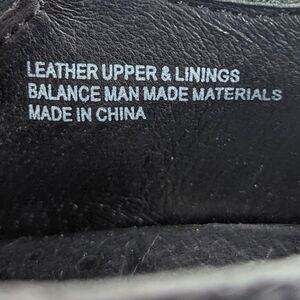 LEATHER UPPER & LININGS
BALANCE MAN MADE MATERIALS
MADE IN CHINA